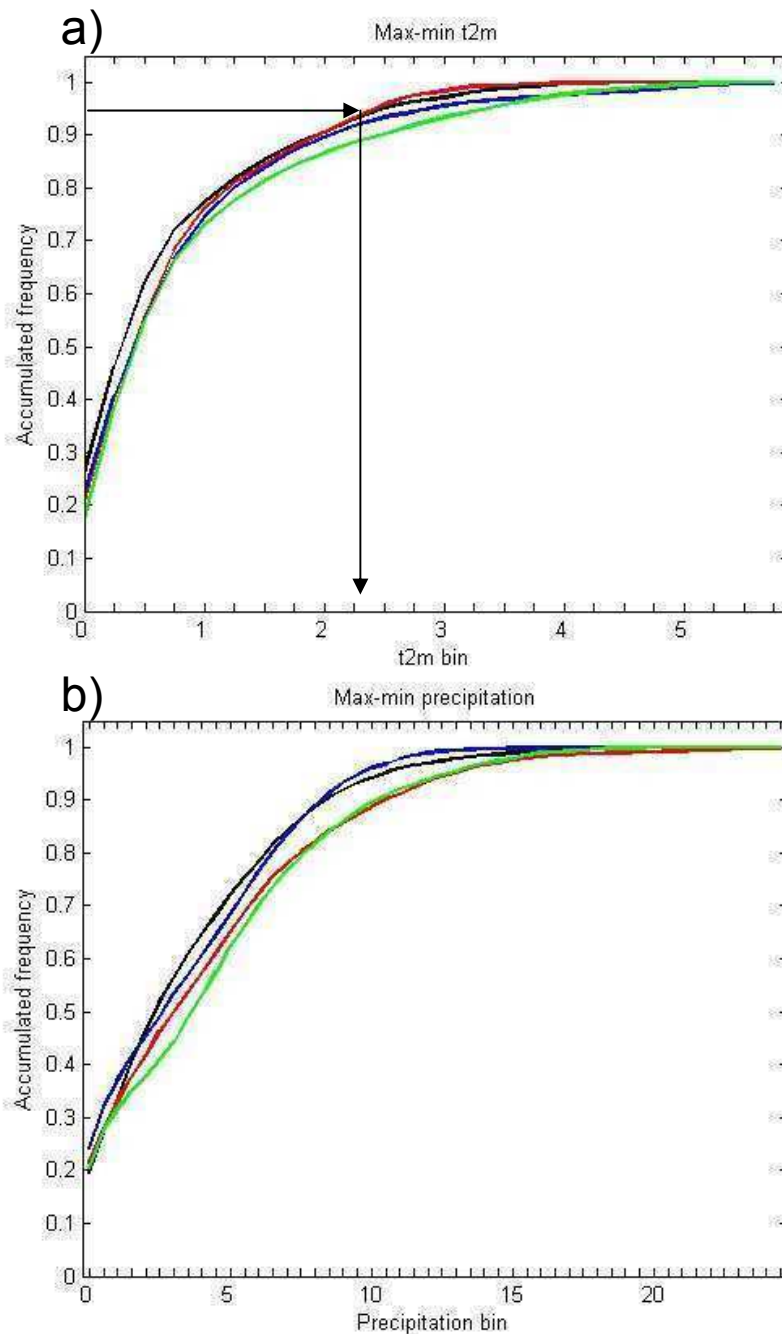 a)
Max-min t2m
1
0.9
0.8
0.7
0.6
0.5
0.4
0.3
0.2
0.1
0
Accumulated frequency
0 1 2 3 4 5
t2m bin
b)
Max-min precipitation
1
0.9
0.8
0.7
0.6
0.5
0.4
0.3
0.2
0.1
0
Accumulated frequency
0 5 10 15 20
Precipitation bin